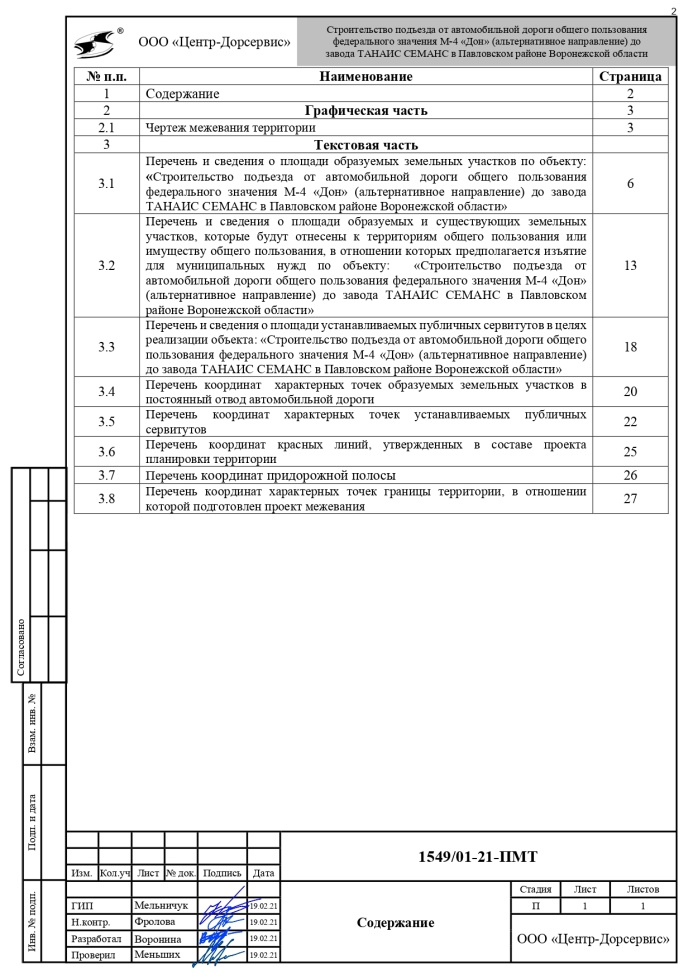 2
®
ООО «Центр-Дорсервис»
Строительство подъезда от автомобильной дороги общего пользования
федерального значения М-4 «Дон» (альтернативное направление) до
завода ТАНАИС СЕМАНС в Павловском районе Воронежской области
№ п.п. Наименование Страница
1 Содержание 2
2 Графическая часть 3
2.1 Чертеж межевания территории 3
3 Текстовая часть
3.1 6
Перечень и сведения о площади образуемых земельных участков по объекту:
«Строительство подъезда от автомобильной дороги общего пользования
федерального значения М-4 «Дон» (альтернативное направление) до завода
ТАНАИС СЕМАНС в Павловском районе Воронежской области»
3.2 13
Перечень и сведения о площади образуемых и существующих земельных
участков, которые будут отнесены к территориям общего пользования или
имуществу общего пользования, в отношении которых предполагается изъятие
для муниципальных нужд по объекту: «Строительство подъезда от
автомобильной дороги общего пользования федерального значения М-4 «Дон»
(альтернативное направление) до завода ТАНАИС СЕМАНС в Павловском
районе Воронежской области»
3.3 18
Перечень и сведения о площади устанавливаемых публичных сервитутов в целях
реализации объекта: «Строительство подъезда от автомобильной дороги общего
пользования федерального значения М-4 «Дон» (альтернативное направление)
до завода ТАНАИС СЕМАНС в Павловском районе Воронежской области»
3.4 20
Перечень координат характерных точек образуемых земельных участков в
постоянный отвод автомобильной дороги
3.5 22
Перечень координат характерных точек устанавливаемых публичных
сервитутов
3.6 25
Перечень координат красных линий, утвержденных в составе проекта
планировки территории
3.7 Перечень координат придорожной полосы 26
3.8 27
Перечень координат характерных точек границы территории, в отношении
которой подготовлен проект межевания
Согласовано
Взам. инв. №
Подп. и дата
Инв. № подп.
Изм. Кол.уч Лист № док. Подпись Дата
ГИП Мельничук 19.02.21
Н.контр. Фролова 19.02.21
Разработал Воронина 19.02.21
Проверил Меньших 19.02.21
1549/01-21-ПМТ
Содержание
Стадия Лист Листов
П 1 1
ООО «Центр-Дорсервис»